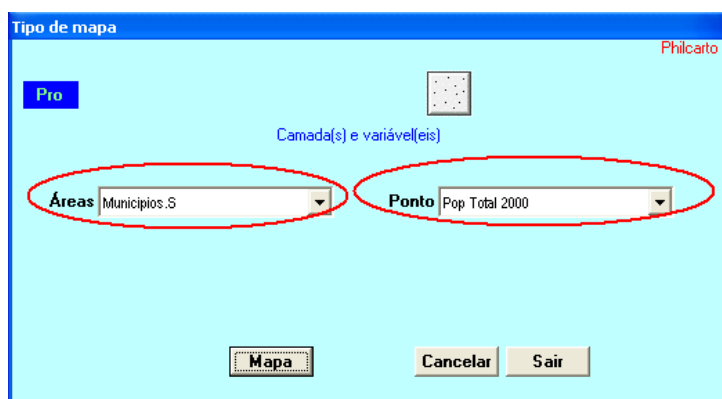 Tipo de mapa
Philcarto
Pro
Camada(s) e variável(eis)
Áreas Municipios.S Ponto Pop Total 2000
Mapa Cancelar Sair